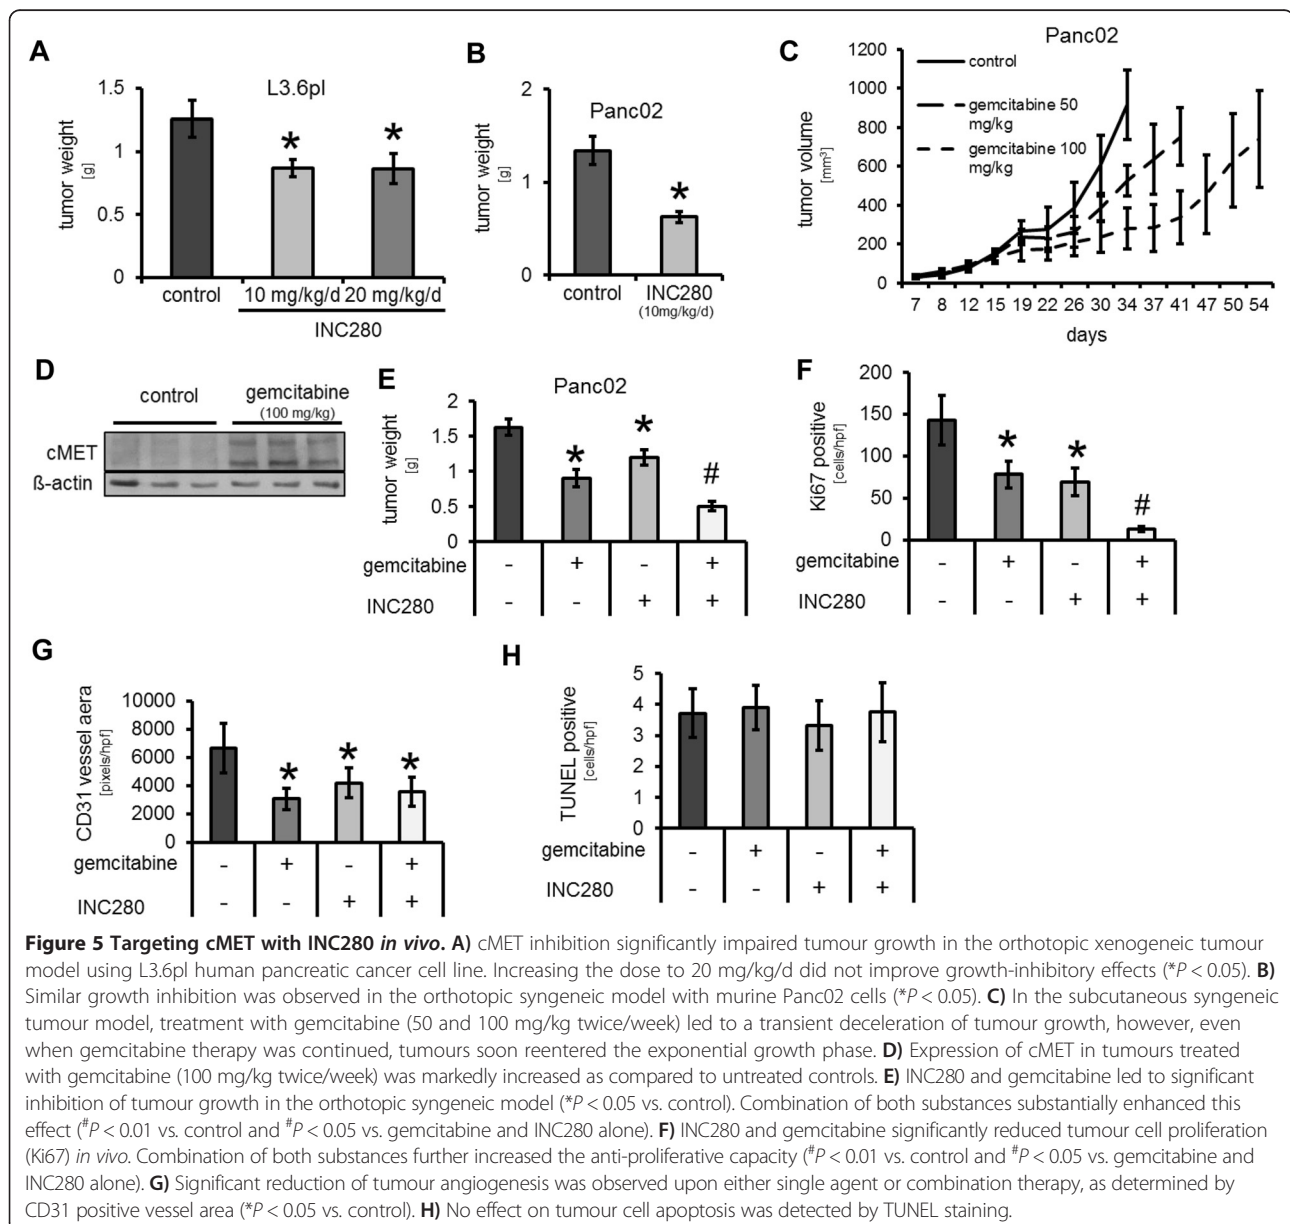 A
L3.6pl
tumor weight
[g]
1.5
1
0.5
0
*
*
control
10 mg/kg/d
20 mg/kg/d
INC280
B
Panc02
tumor weight
[g]
2
1
0
*
control
INC280
(10mg/kg/d)
C
Panc02
tumor volume
[mm³]
1200
1000
800
600
400
200
0
control
gemcitabine 50
mg/kg
gemcitabine 100
mg/kg
7 8 12 15 19 22 26 30 34 37 41 47 50 54
days
D
control
gemcitabine
(100 mg/kg)
cMET
ß-actin
E
Panc02
tumor weight
[g]
2
1.5
1
0.5
0
*
*
#
gemcitabine - + - +
INC280 - - + +
F
Ki67 positive
[cells/hpf]
200
150
100
50
0
*
*
#
gemcitabine - + - +
INC280 - - + +
G
CD31 vessel aera
[pixels/hpf]
10000
8000
6000
4000
2000
0
*
*
*
gemcitabine - + - +
INC280 - - + +
H
TUNEL positive
[cells/hpf]
5
4
3
2
1
0
gemcitabine - + - +
INC280 - - + +
Figure 5 Targeting cMET with INC280 in vivo. A) cMET inhibition significantly impaired tumour growth in the orthotopic xenogeneic tumour
model using L3.6pl human pancreatic cancer cell line. Increasing the dose to 20 mg/kg/d did not improve growth-inhibitory effects (*P < 0.05). B)
Similar growth inhibition was observed in the orthotopic syngeneic model with murine Panc02 cells (*P < 0.05). C) In the subcutaneous syngeneic
tumour model, treatment with gemcitabine (50 and 100 mg/kg twice/week) led to a transient deceleration of tumour growth, however, even
when gemcitabine therapy was continued, tumours soon reentered the exponential growth phase. D) Expression of cMET in tumours treated
with gemcitabine (100 mg/kg twice/week) was markedly increased as compared to untreated controls. E) INC280 and gemcitabine led to significant
inhibition of tumour growth in the orthotopic syngeneic model (*P < 0.05 vs. control). Combination of both substances substantially enhanced this
effect (#P < 0.01 vs. control and #P < 0.05 vs. gemcitabine and INC280 alone). F) INC280 and gemcitabine significantly reduced tumour cell proliferation
(Ki67) in vivo. Combination of both substances further increased the anti-proliferative capacity (#P < 0.01 vs. control and #P < 0.05 vs. gemcitabine and
INC280 alone). G) Significant reduction of tumour angiogenesis was observed upon either single agent or combination therapy, as determined by
CD31 positive vessel area (*P < 0.05 vs. control). H) No effect on tumour cell apoptosis was detected by TUNEL staining.